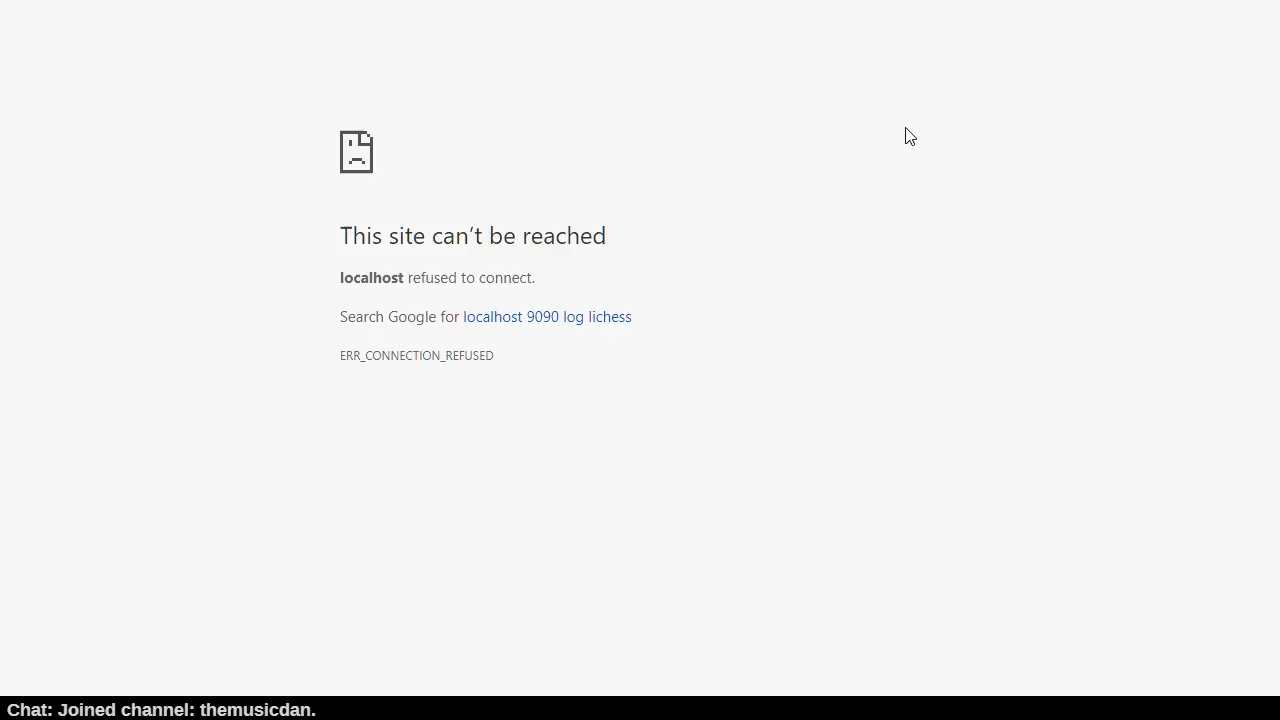 This site can’t be reached
localhost refused to connect.
Search Google for localhost 9090 log lichess
ERR_CONNECTION_REFUSED
Chat: Joined channel: themusicdan.